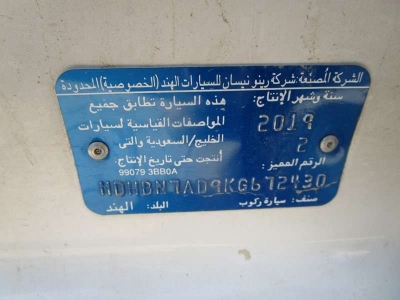 الشركة المصنعة: شركة رينو نيسان للسيارات الهند (الخصوصية) المحدودة
سنة وشهر الإنتاج: هذه السيارة تطابق جميع
2019 المواصفات القياسية لسيارات
2 الخليج/السعودية والتي
الرقم المميز: أنتجت حتى تاريخ الإنتاج.
99079 3BB0A
MDHBN7AD9KG672430
صنف: سيارة ركوب البلد: الهند